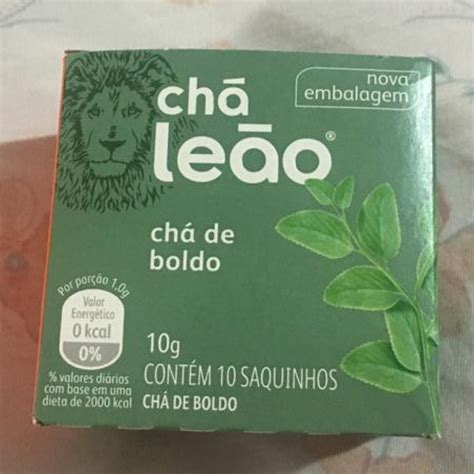 nova
embalagem
chá
leão®
chá de
boldo
Por porção 1,0g
Valor
Energético
0 kcal
0%
% valores diários
com base em uma
dieta de 2000 kcal
10g
CONTÉM 10 SAQUINHOS
CHÁ DE BOLDO